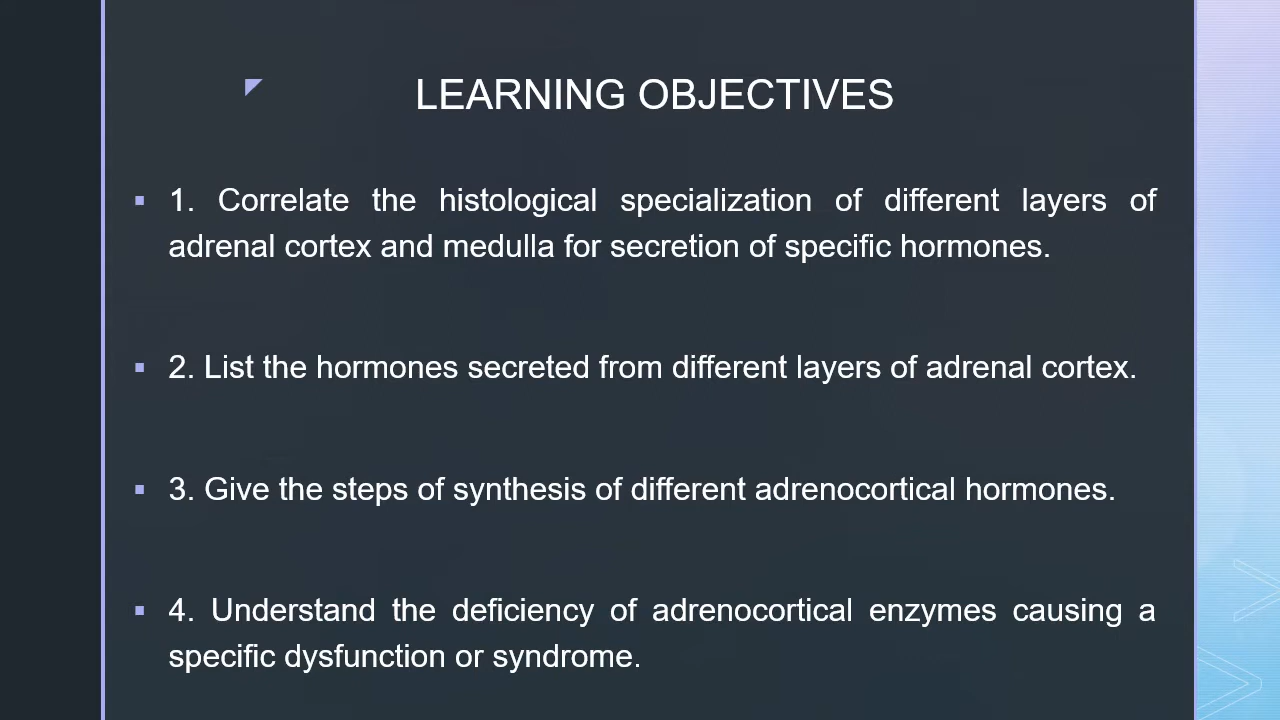 LEARNING OBJECTIVES
▪ 1. Correlate the histological specialization of different layers of
adrenal cortex and medulla for secretion of specific hormones.
▪ 2. List the hormones secreted from different layers of adrenal cortex.
▪ 3. Give the steps of synthesis of different adrenocortical hormones.
▪ 4. Understand the deficiency of adrenocortical enzymes causing a
specific dysfunction or syndrome.